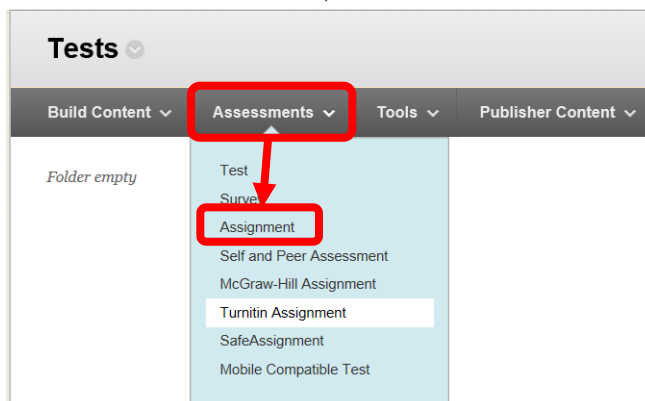 Tests
Build Content Assessments Tools Publisher Content
Folder empty
Test
Survey
Assignment
Self and Peer Assessment
McGraw-Hill Assignment
Turnitin Assignment
SafeAssignment
Mobile Compatible Test